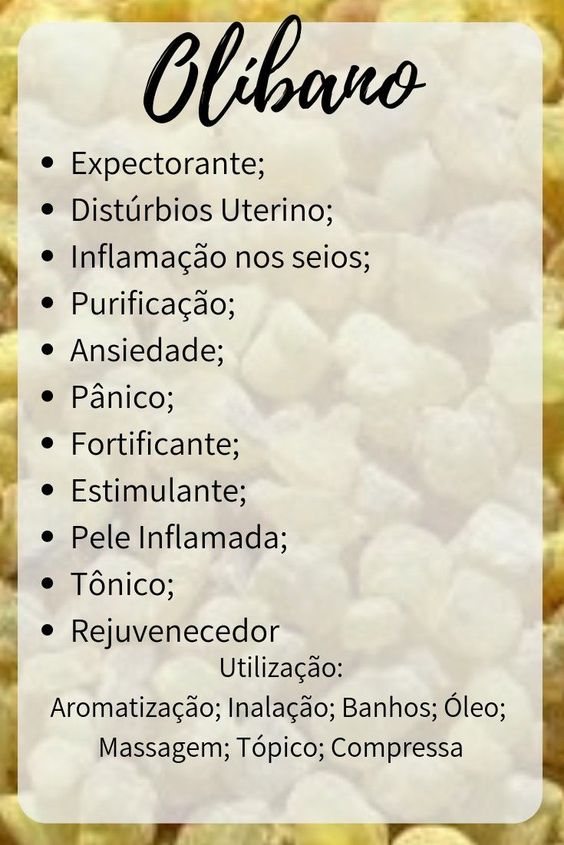 Olíbano
• Expectorante;
• Distúrbios Uterino;
• Inflamação nos seios;
• Purificação;
• Ansiedade;
• Pânico;
• Fortificante;
• Estimulante;
• Pele Inflamada;
• Tônico;
• Rejuvenecedor
Utilização:
Aromatização; Inalação; Banhos; Óleo;
Massagem; Tópico; Compressa